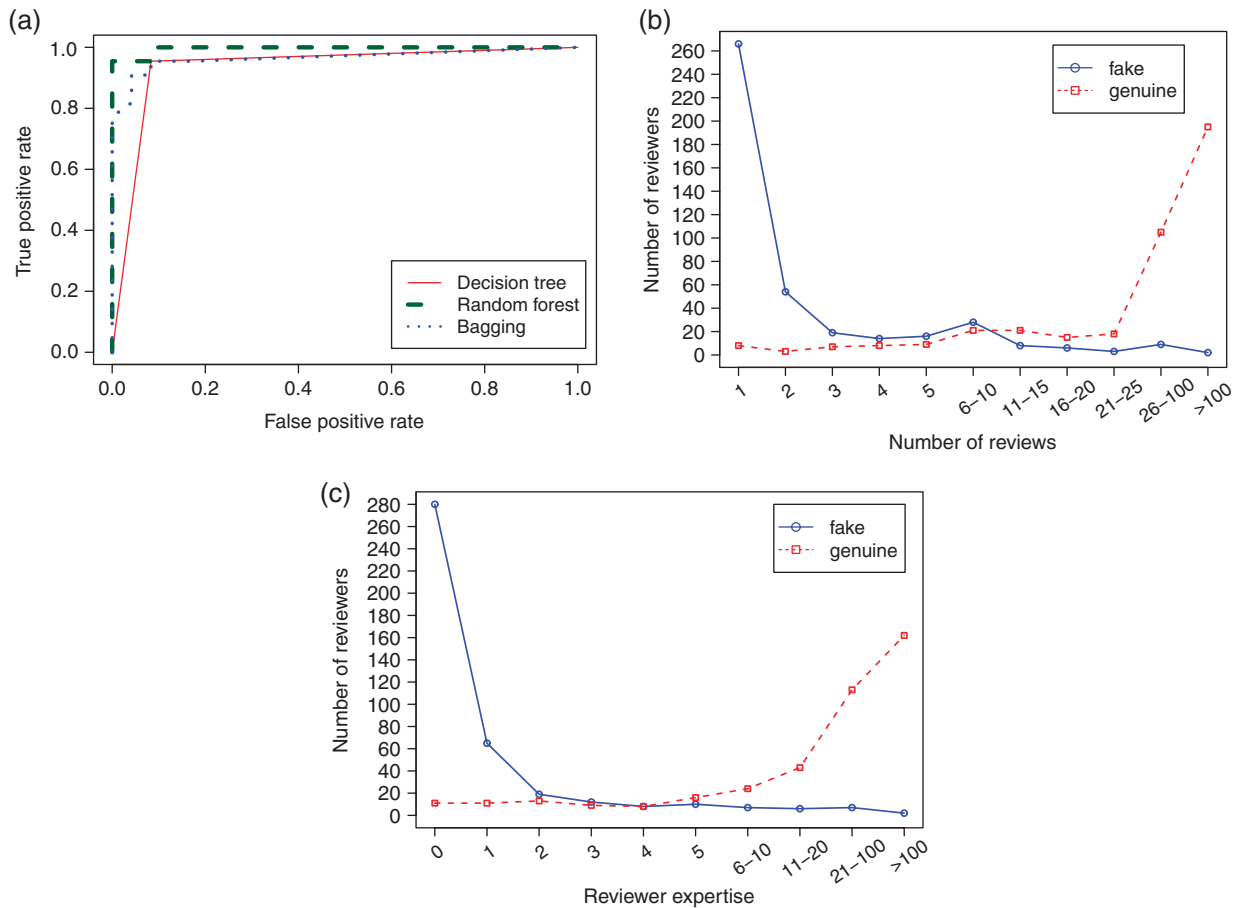 (a)
1.0
0.8
0.6
0.4
0.2
0.0
True positive rate
Decision tree
Random forest
Bagging
0.0 0.2 0.4 0.6 0.8 1.0
False positive rate
(b)
260
240
220
200
180
160
140
120
100
80
60
40
20
0
Number of reviewers
fake
genuine
1 2 3 4 5 6–10 11–15 16–20 21–25 26–100 >100
Number of reviews
(c)
280
260
240
220
200
180
160
140
120
100
80
60
40
20
0
Number of reviewers
fake
genuine
0 1 2 3 4 5 6–10 11–20 21–100 >100
Reviewer expertise